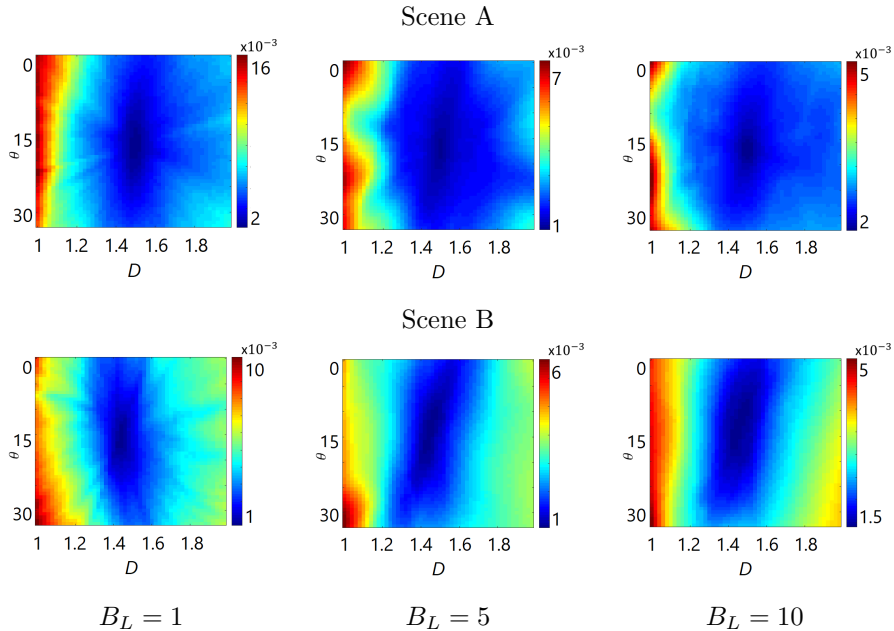 Scene A
x10⁻³ x10⁻³ x10⁻³
0 16 0 7 0 5
θ 15 15 15
30 2 30 1 30 2
1 1.2 1.4 1.6 1.8 1 1.2 1.4 1.6 1.8 1 1.2 1.4 1.6 1.8
D D D
Scene B
x10⁻³ x10⁻³ x10⁻³
0 10 0 6 0 5
θ 15 θ 15 θ 15
30 1 30 1 30 1.5
1 1.2 1.4 1.6 1.8 1 1.2 1.4 1.6 1.8 1 1.2 1.4 1.6 1.8
D D D
B_L = 1 B_L = 5 B_L = 10